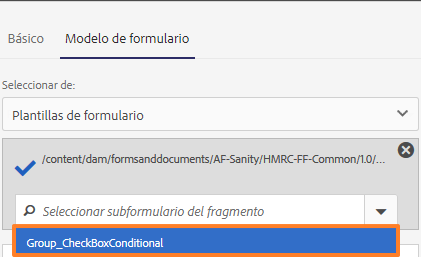 Básico Modelo de formulario
Seleccionar de:
Plantillas de formulario
/content/dam/formsanddocuments/AF-Sanity/HMRC-FF-Common/1.0/...
Seleccionar subformulario del fragmento
Group_CheckBoxConditional